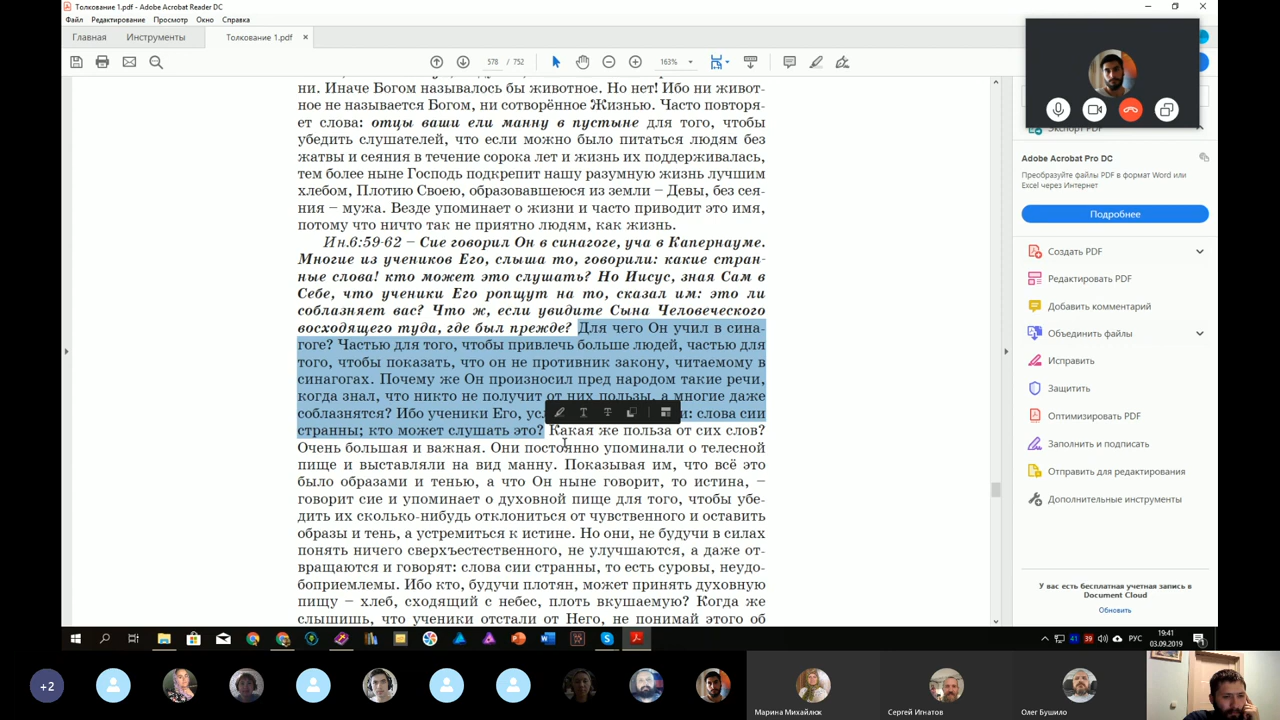 Толкование 1.pdf - Adobe Acrobat Reader DC
Файл Редактирование Просмотр Окно Справка
Главная Инструменты Толкование 1.pdf ×
752
163%
ни. Иначе Богом называлось бы животное. Но нет! Ибо ни живот-
ное не называется Богом, ни сотворённое Жизнью. Часто повторя-
ет слова: отцы ели манну в пустыне для того, чтобы
убедить слушателей, что если можно было питаться людям без
жатвы и сеяния в течение сорока лет и жизнь их поддерживалась,
тем более ныне Господь подкрепит нашу разумную жизнь лучшим
хлебом, Плотию Своею, образовавшеюся из земли – Девы, без сея-
ния – мужа. Везде упоминает о жизни и часто приводит это имя,
потому что ничто так не приятно людям, как жизнь.
Ин.6:59-62 – Сие говорил Он в синагоге, уча в Капернауме.
Многие из учеников Его, слыша то, говорили: какие стран-
ные слова! кто может это слушать? Но Иисус, зная Сам в
Себе, что ученики Его ропщут на то, сказал им: это ли
соблазняет вас? Что ж, если увидите Сына Человеческого
восходящего туда, где был прежде? Для чего Он учил в сина-
гоге? Частью для того, чтобы привлечь больше людей, частью для
того, чтобы показать, что он не противник закону, читаемому в
синагогах. Почему же Он произносил пред народом такие речи,
когда знал, что никто не получит от них пользы, а многие даже
соблазнятся? Ибо ученики Его, слова сии
странны; кто может слушать это? Какая же польза от сих слов?
Очень большая и важная. Они постоянно упоминали о телесной
пище и выставляли на вид манну. Показывая им, что всё это
было образом и тенью, а что Он ныне говорит, то истина, –
говорит сие и упоминает о духовной пище для того, чтобы убе-
дить их сколько-нибудь отклониться от чувственного и оставить
образы и тень, а устремиться к истине. Но они, не будучи в силах
понять ничего сверхъестественного, не улучшаются, а даже от-
вращаются и говорят: слова сии странны, то есть суровы, неудо-
боприемлемы. Ибо кто, будучи плотян, может принять духовную
пищу – хлеб, сходящий с небес, плоть вкушаемую? Когда же
слышишь, что ученики отошли от Него, не понимай этого об
Экспорт PDF
Adobe Acrobat Pro DC
Преобразуйте файлы PDF в формат Word или
Excel через Интернет
Подробнее
Создать PDF
Редактировать PDF
Добавить комментарий
Объединить файлы
Исправить
Защитить
Оптимизировать PDF
Заполнить и подписать
Отправить для редактирования
Дополнительные инструменты
У вас есть бесплатная учетная запись в
Document Cloud
Обновить
41 39 РУС
19:41
03.09.2019
+2
Марина Михайлюк Сергей Игнатов Олег Бушило